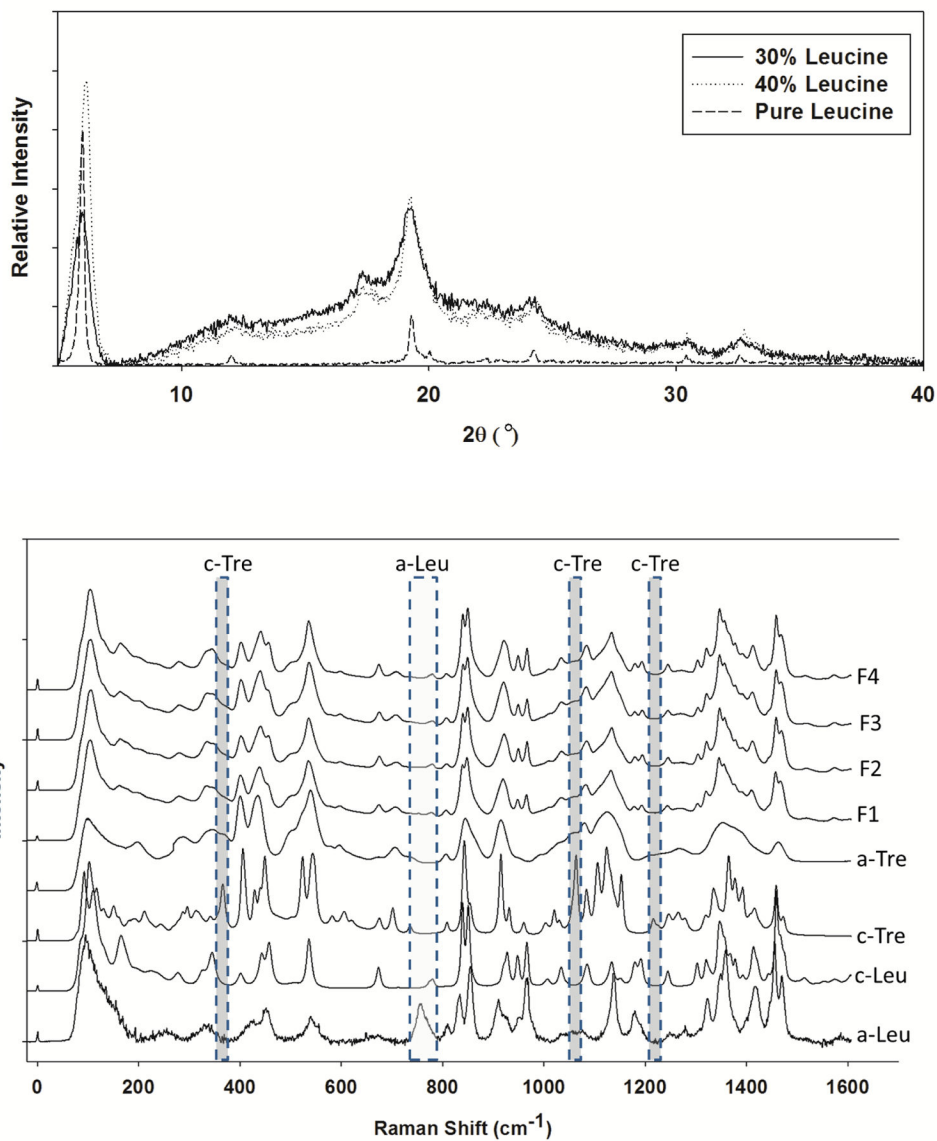 Relative Intensity
30% Leucine
40% Leucine
Pure Leucine
10 20 30 40
2θ (°)
c-Tre a-Leu c-Tre c-Tre
F4
F3
F2
F1
a-Tre
c-Tre
c-Leu
a-Leu
0 200 400 600 800 1000 1200 1400 1600
Raman Shift (cm-1)